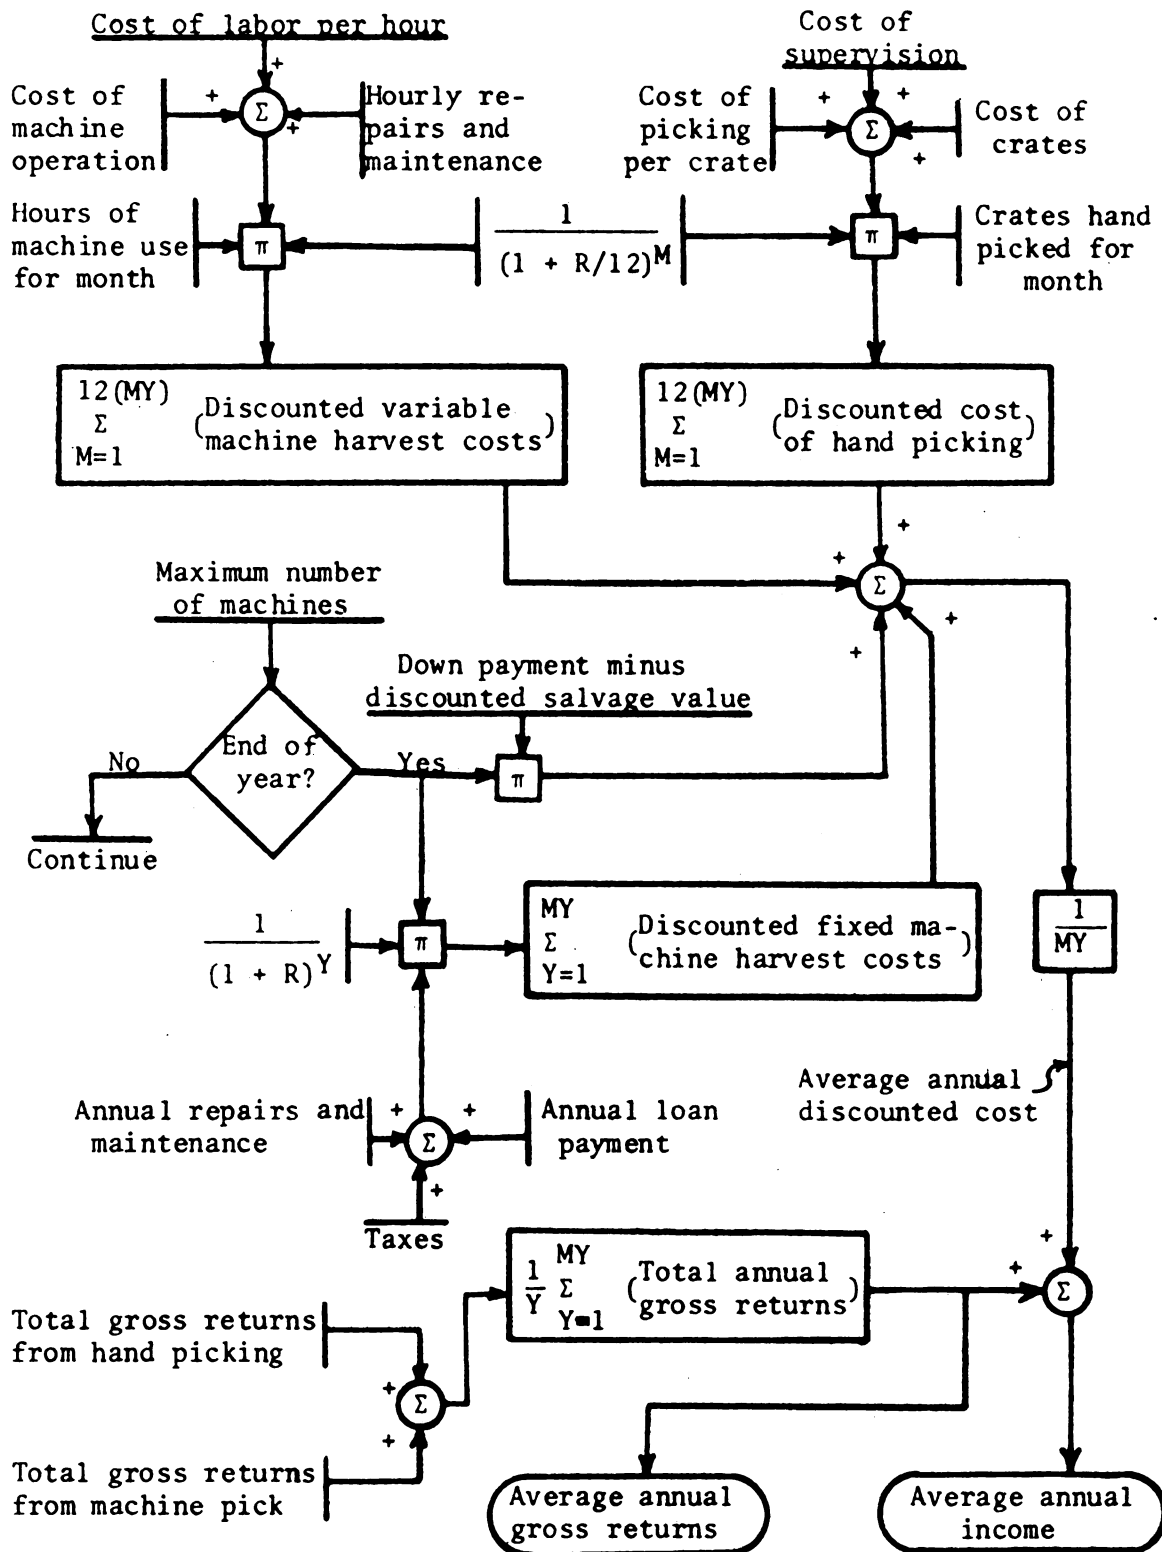 Cost of labor per hour
+
Cost of
machine
operation
+
Σ
+
Hourly re-
pairs and
maintenance
Cost of
supervision
Cost of
picking
per crate
+
+
Σ
+
Cost of
crates
Hours of
machine use
for month
π
1
(1 + R/12)M
π
Crates hand
picked for
month
12(MY)
Σ
M=1
(Discounted variable
machine harvest costs)
12(MY)
Σ
M=1
(Discounted cost
of hand picking)
+
+
Σ
+
+
Maximum number
of machines
Down payment minus
discounted salvage value
No
End of
year?
Yes
π
Continue
1
(1 + R)Y
π
MY
Σ
Y=1
(Discounted fixed ma-
chine harvest costs)
1
MY
Average annual
discounted cost
Annual repairs and
maintenance
+
+
Σ
+
Annual loan
payment
Taxes
1
Y
MY
Σ
Y=1
(Total annual
gross returns)
+
+
Σ
Total gross returns
from hand picking
+
Σ
+
Total gross returns
from machine pick
Average annual
gross returns
Average annual
income